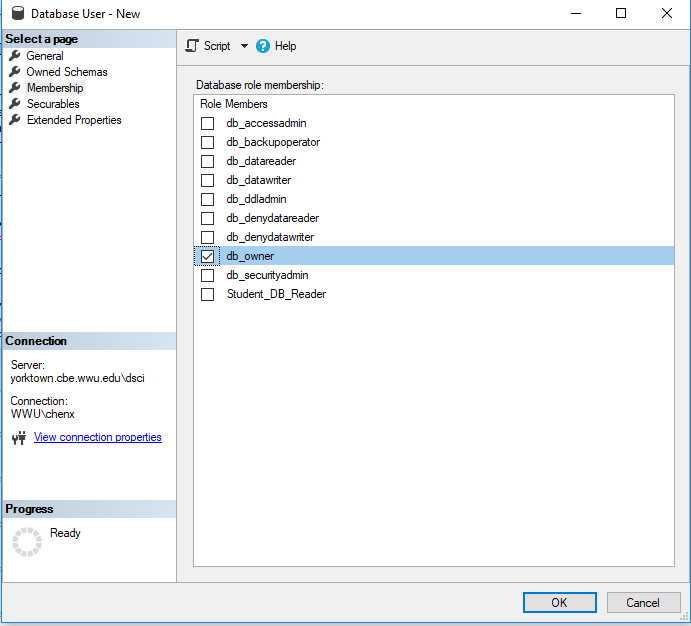 Database User - New
Select a page
General
Owned Schemas
Membership
Securables
Extended Properties
Script
Help
Database role membership:
Role Members
db_accessadmin
db_backupoperator
db_datareader
db_datawriter
db_ddladmin
db_denydatareader
db_denydatawriter
db_owner
db_securityadmin
Student_DB_Reader
Connection
Server:
yorktown.cbe.wwu.edu\dsci
Connection:
WWU\chenx
View connection properties
Progress
Ready
OK
Cancel